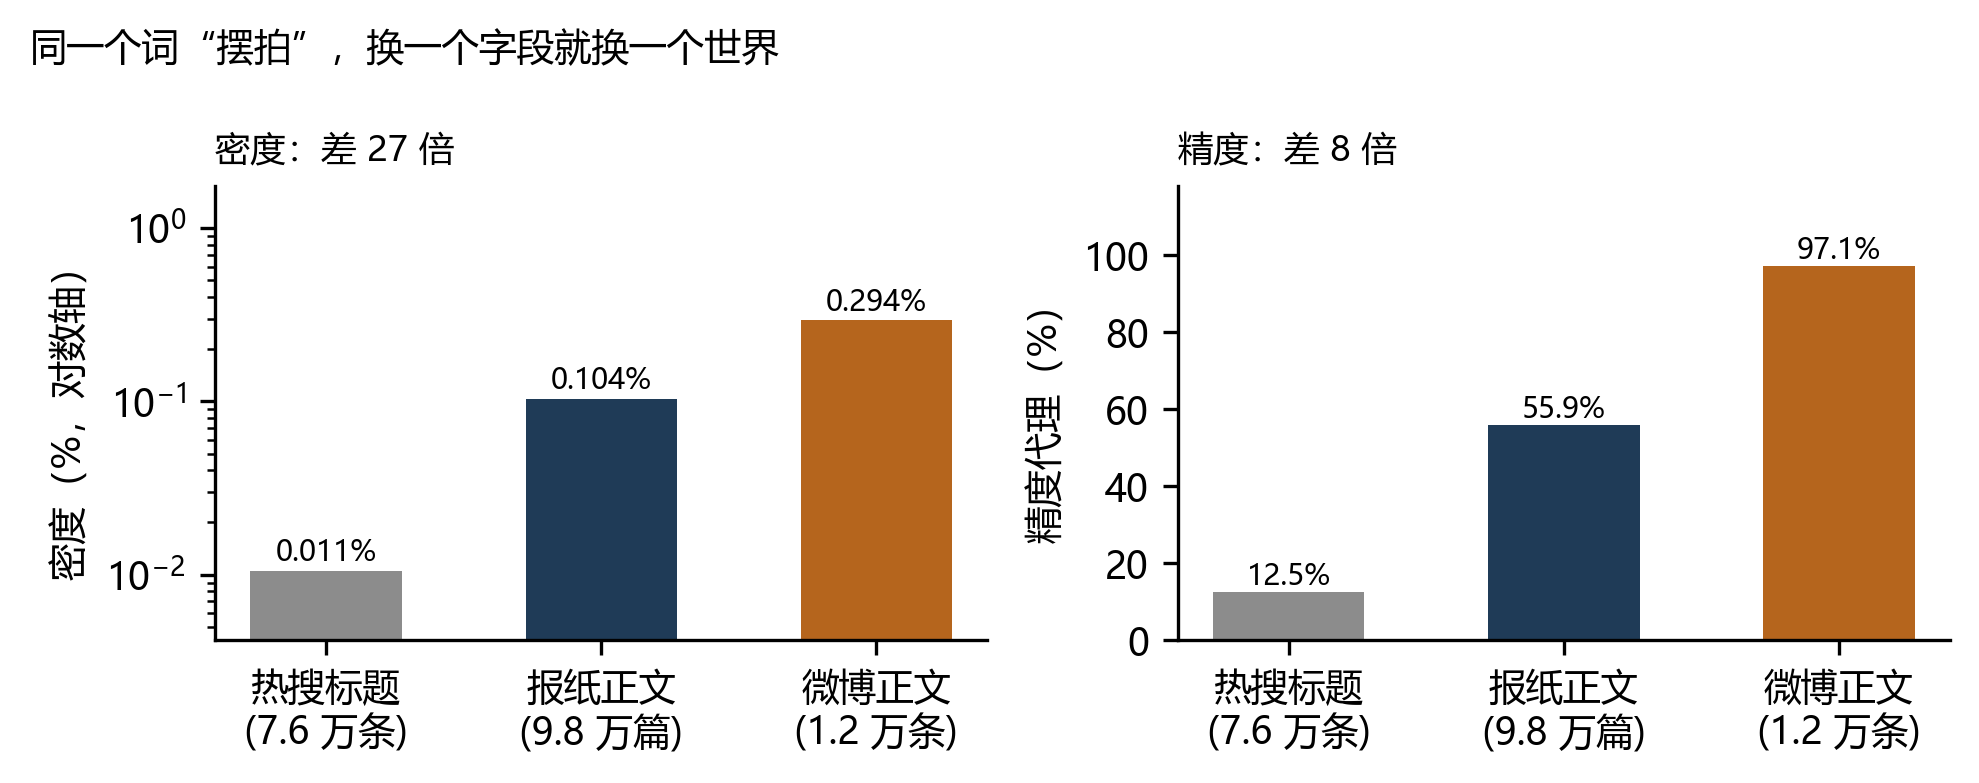 同一个词“摆拍”，换一个字段就换一个世界
密度：差 27 倍
密度（%，对数轴）
10⁰
10⁻¹
10⁻²
0.011%
0.104%
0.294%
热搜标题
(7.6 万条)
报纸正文
(9.8 万篇)
微博正文
(1.2 万条)
精度：差 8 倍
精度代理（%）
100
80
60
40
20
0
12.5%
55.9%
97.1%
热搜标题
(7.6 万条)
报纸正文
(9.8 万篇)
微博正文
(1.2 万条)